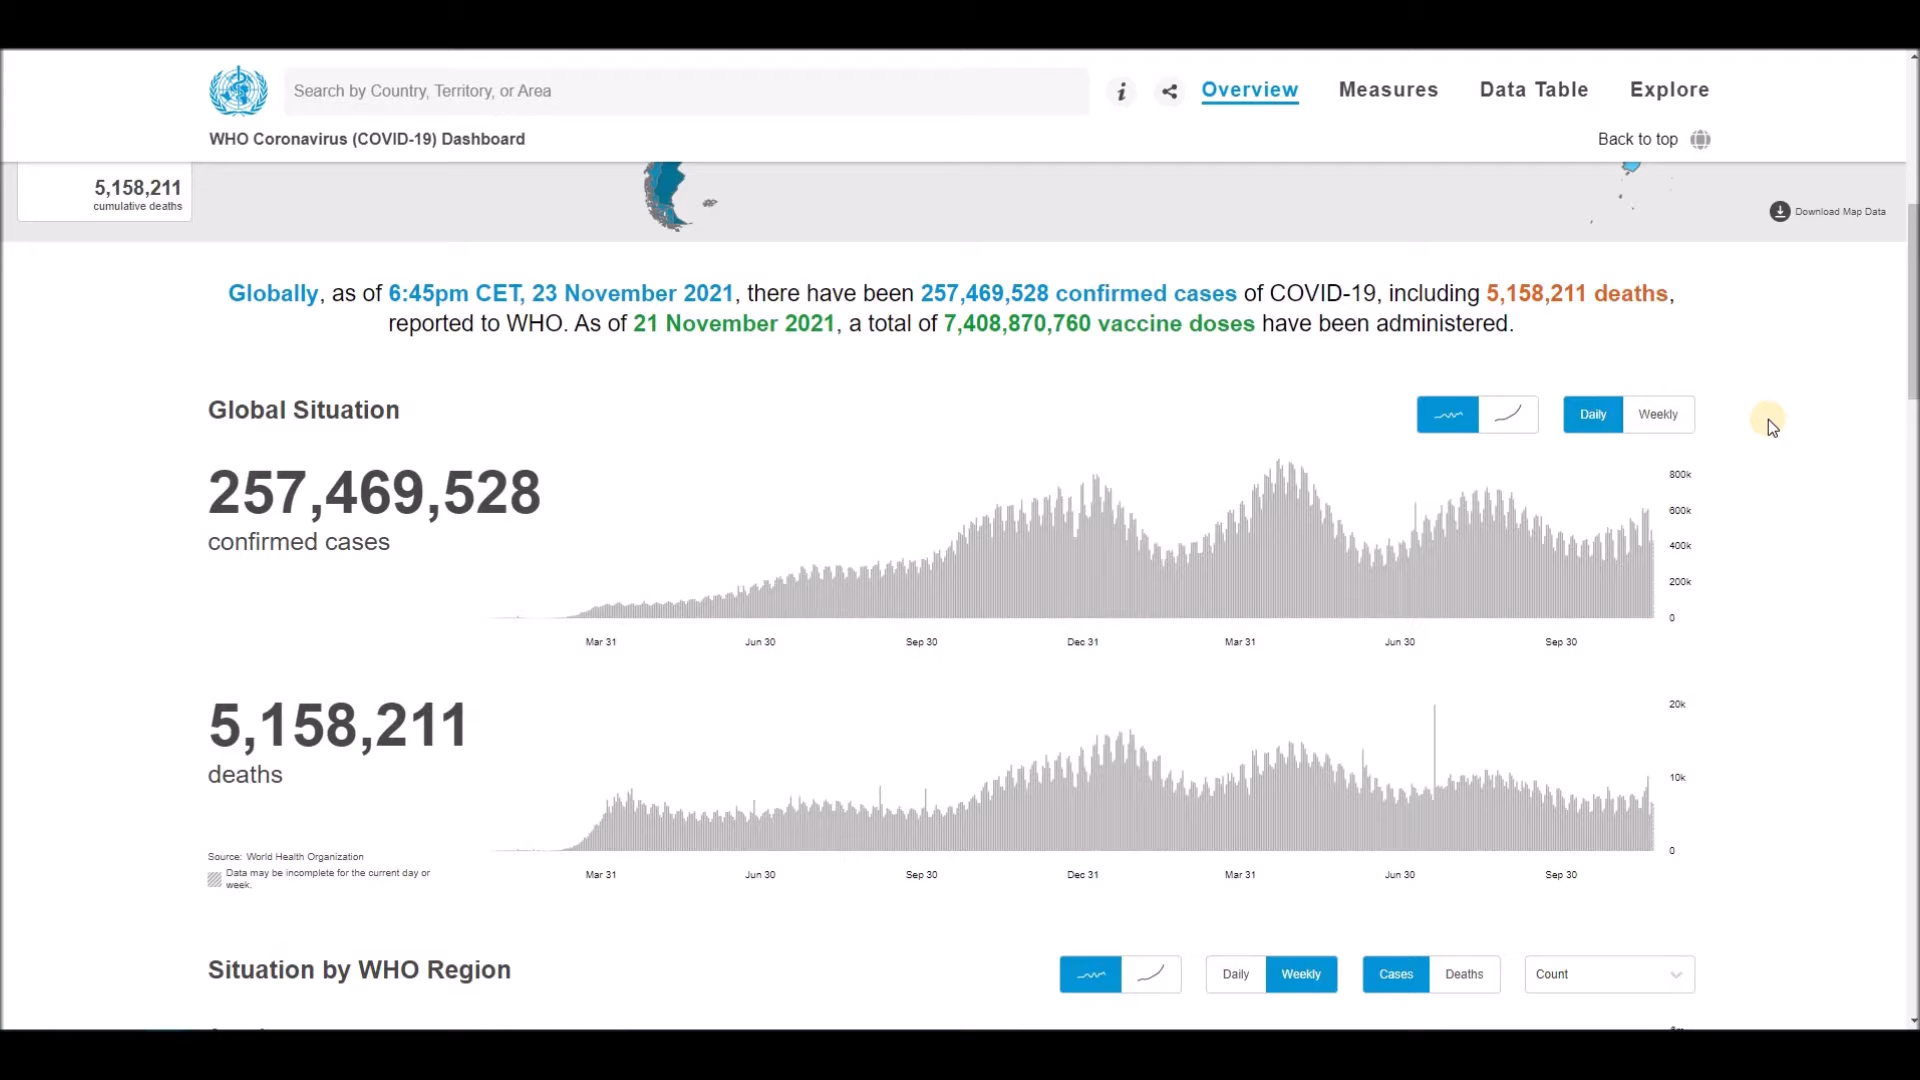 Search by Country, Territory, or Area
i
Overview
Measures
Data Table
Explore
WHO Coronavirus (COVID-19) Dashboard
Back to top
5,158,211
cumulative deaths
Download Map Data
Globally, as of 6:45pm CET, 23 November 2021, there have been 257,469,528 confirmed cases of COVID-19, including 5,158,211 deaths,
reported to WHO. As of 21 November 2021, a total of 7,408,870,760 vaccine doses have been administered.
Global Situation
Daily
Weekly
257,469,528
confirmed cases
800k
600k
400k
200k
0
Mar 31
Jun 30
Sep 30
Dec 31
Mar 31
Jun 30
Sep 30
5,158,211
deaths
20k
10k
0
Source: World Health Organization
Data may be incomplete for the current day or
week.
Mar 31
Jun 30
Sep 30
Dec 31
Mar 31
Jun 30
Sep 30
Situation by WHO Region
Daily
Weekly
Cases
Deaths
Count